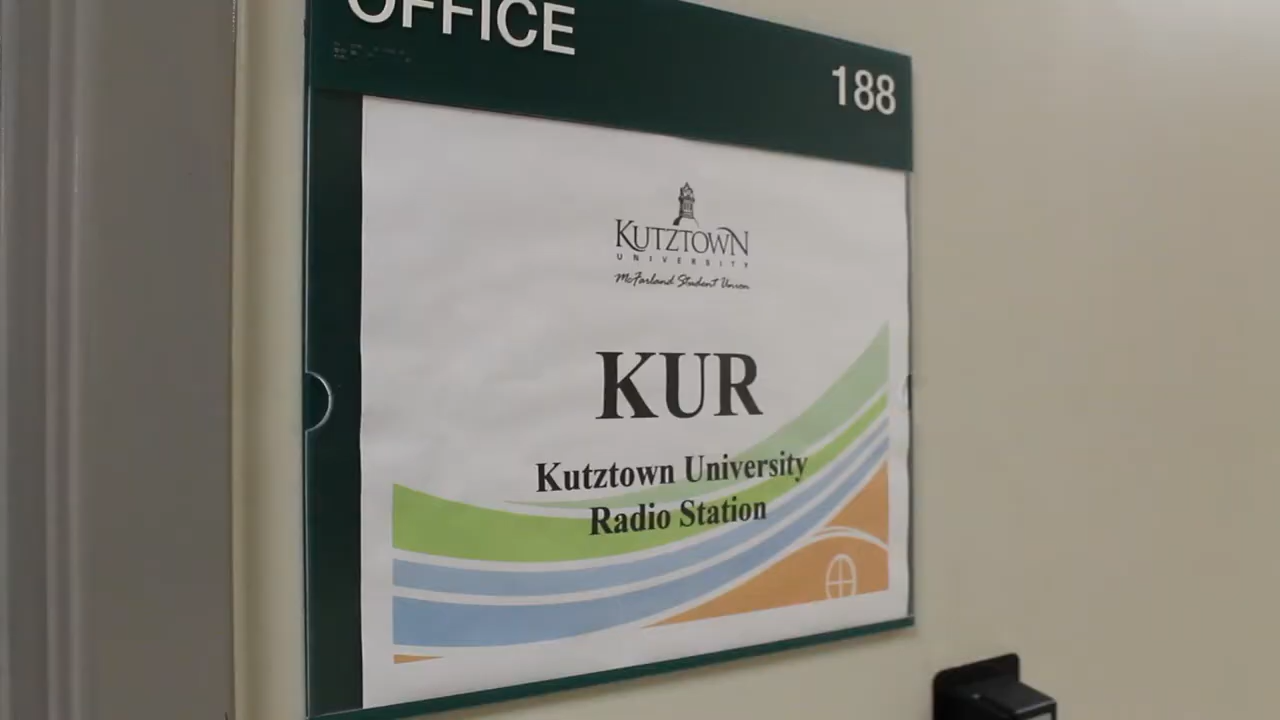 OFFICE
188
KUTZTOWN
UNIVERSITY
McFarland Student Union
KUR
Kutztown University
Radio Station